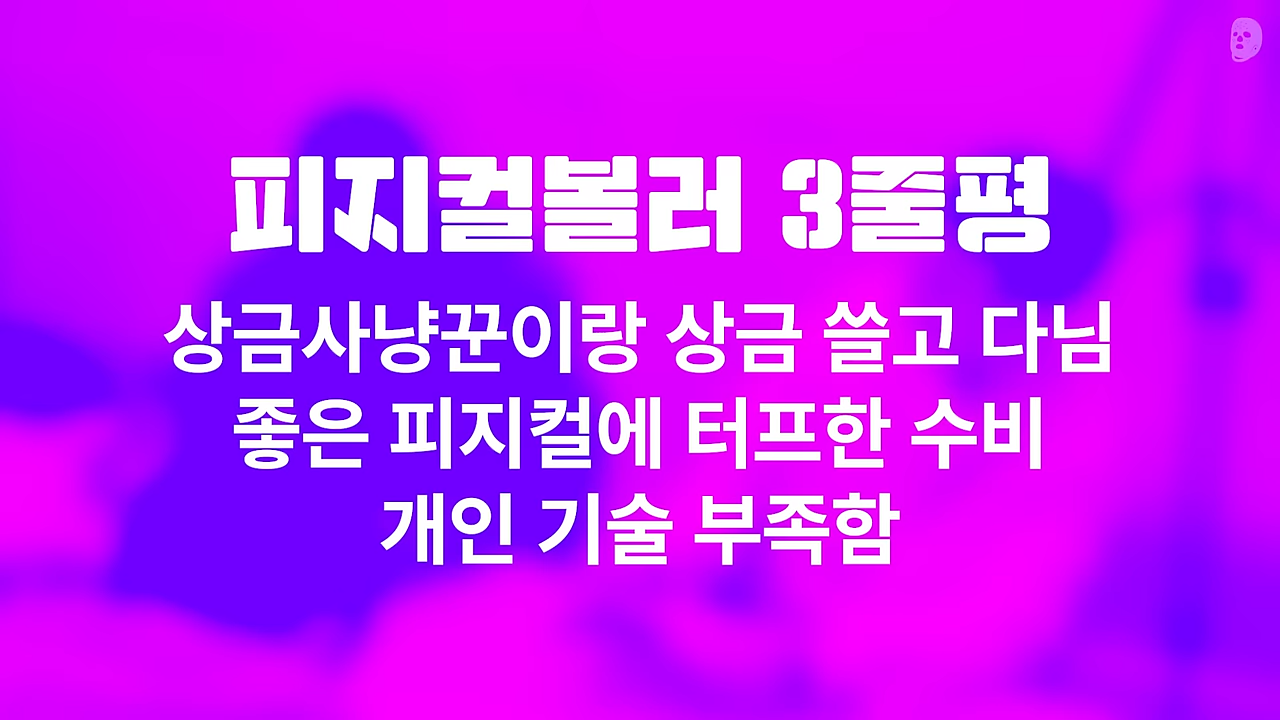 피지컬볼러 3줄평
상금사냥꾼이랑 상금 쓸고 다님
좋은 피지컬에 터프한 수비
개인 기술 부족함